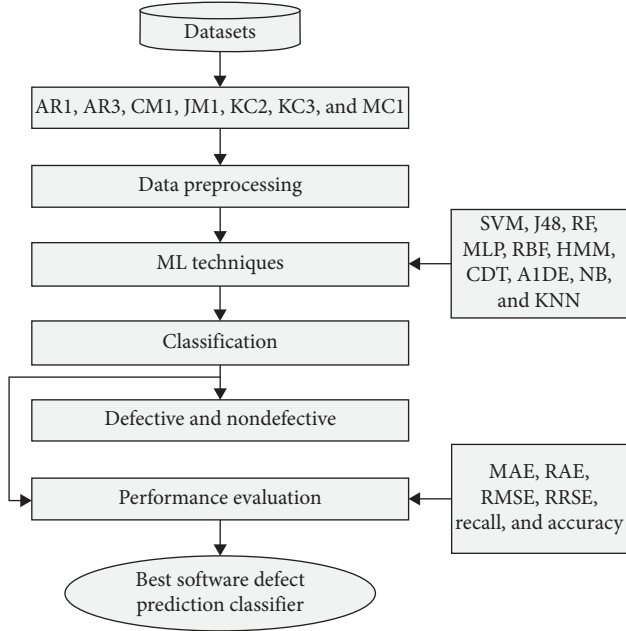 Datasets
AR1, AR3, CM1, JM1, KC2, KC3, and MC1
Data preprocessing
SVM, J48, RF,
MLP, RBF, HMM,
CDT, A1DE, NB,
and KNN
ML techniques
Classification
Defective and nondefective
MAE, RAE,
RMSE, RRSE,
recall, and accuracy
Performance evaluation
Best software defect
prediction classifier